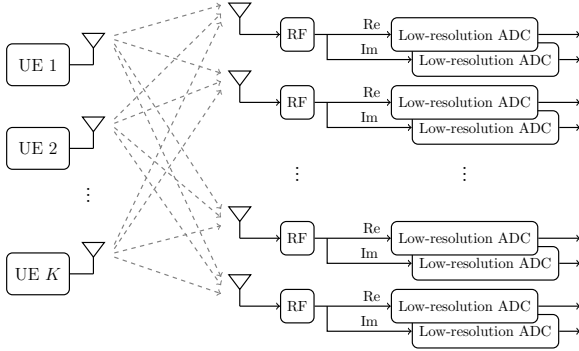 Re
RF
Low-resolution ADC
Im
Low-resolution ADC
UE 1
Re
RF
Low-resolution ADC
Im
Low-resolution ADC
UE 2
⋮
⋮
⋮
Re
RF
Low-resolution ADC
Im
Low-resolution ADC
UE K
Re
RF
Low-resolution ADC
Im
Low-resolution ADC